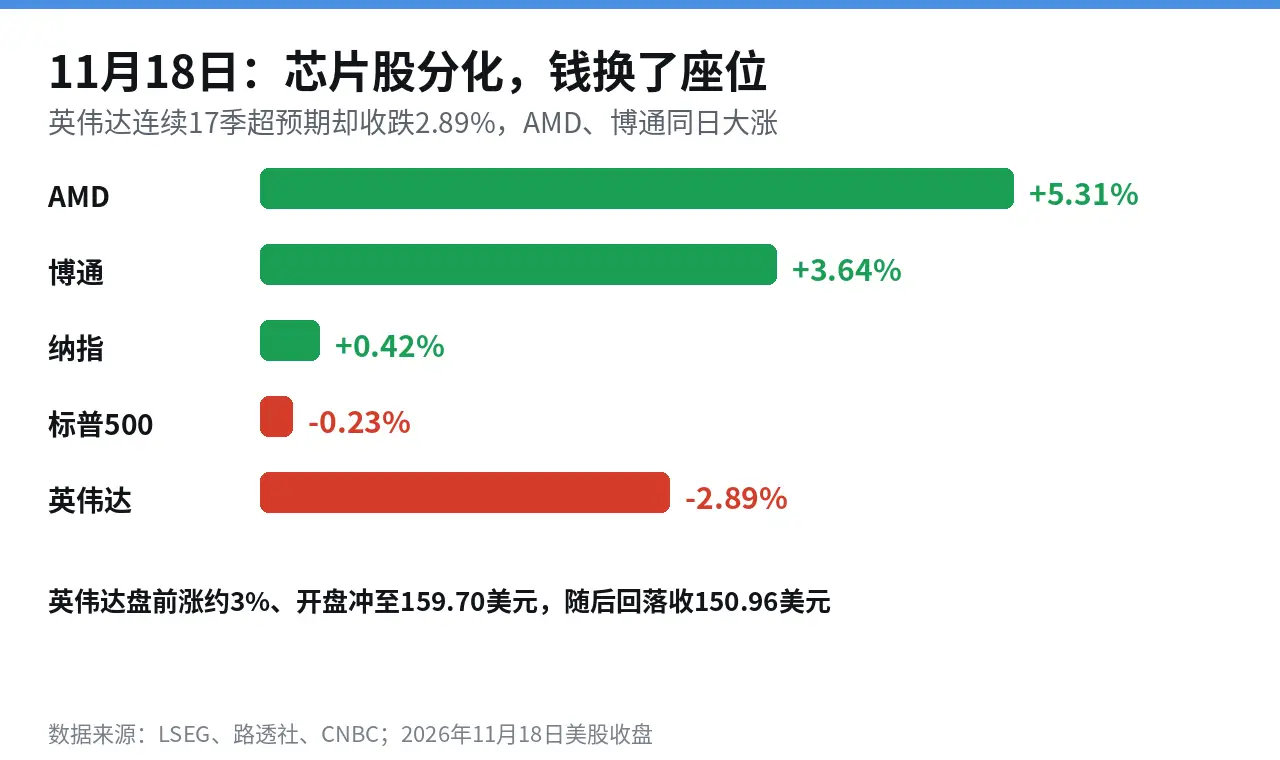 11月18日：芯片股分化，钱换了座位
英伟达连续17季超预期却收跌2.89%，AMD、博通同日大涨
AMD +5.31%
博通 +3.64%
纳指 +0.42%
标普500 -0.23%
英伟达 -2.89%
英伟达盘前涨约3%、开盘冲至159.70美元，随后回落收150.96美元
数据来源：LSEG、路透社、CNBC；2026年11月18日美股收盘